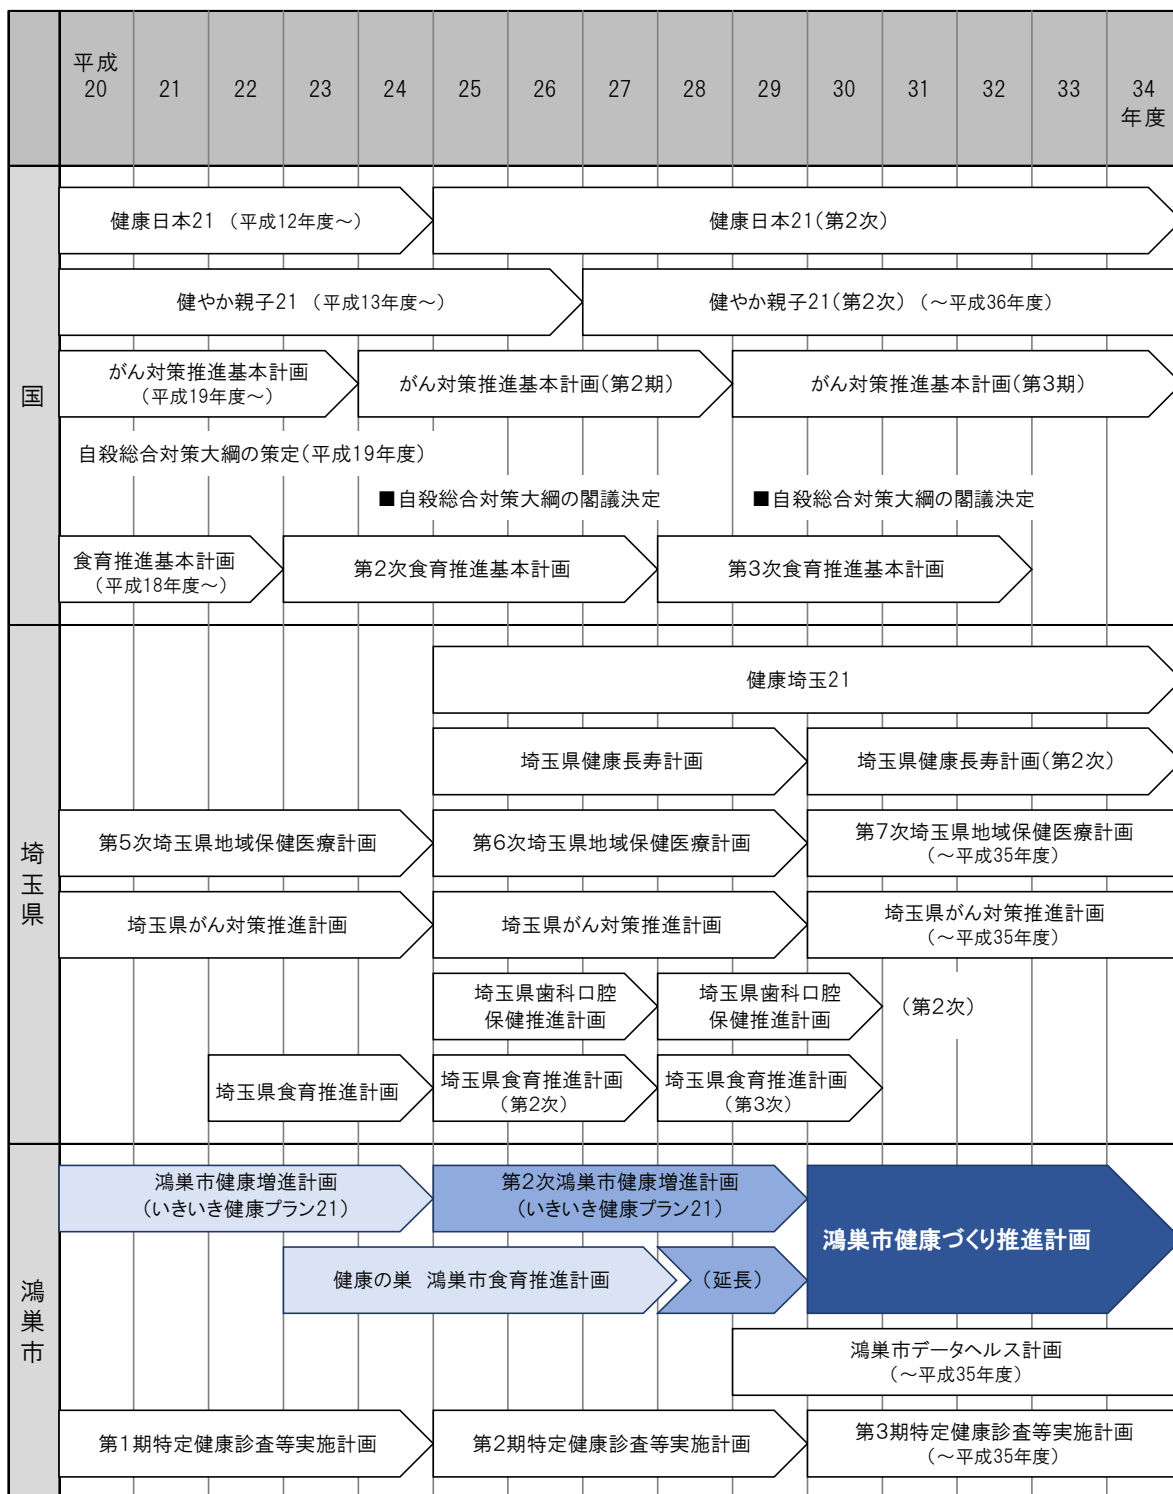 平成
20 21 22 23 24 25 26 27 28 29 30 31 32 33 34
年度
国
健康日本21 （平成12年度～）
健康日本21(第2次)
健やか親子21 （平成13年度～）
健やか親子21(第2次) （～平成36年度）
がん対策推進基本計画
(平成19年度～)
がん対策推進基本計画(第2期)
がん対策推進基本計画(第3期)
自殺総合対策大綱の策定(平成19年度)
■自殺総合対策大綱の閣議決定
■自殺総合対策大綱の閣議決定
食育推進基本計画
(平成18年度～)
第2次食育推進基本計画
第3次食育推進基本計画
埼玉県
健康埼玉21
埼玉県健康長寿計画
埼玉県健康長寿計画(第2次)
第5次埼玉県地域保健医療計画
第6次埼玉県地域保健医療計画
第7次埼玉県地域保健医療計画
(～平成35年度)
埼玉県がん対策推進計画
埼玉県がん対策推進計画
埼玉県がん対策推進計画
(～平成35年度)
埼玉県歯科口腔
保健推進計画
埼玉県歯科口腔
保健推進計画
(第2次)
埼玉県食育推進計画
埼玉県食育推進計画
(第2次)
埼玉県食育推進計画
(第3次)
鴻巣市
鴻巣市健康増進計画
(いきいき健康プラン21)
第2次鴻巣市健康増進計画
(いきいき健康プラン21)
鴻巣市健康づくり推進計画
健康の巣 鴻巣市食育推進計画
(延長)
鴻巣市データヘルス計画
(～平成35年度)
第1期特定健康診査等実施計画
第2期特定健康診査等実施計画
第3期特定健康診査等実施計画
(～平成35年度)